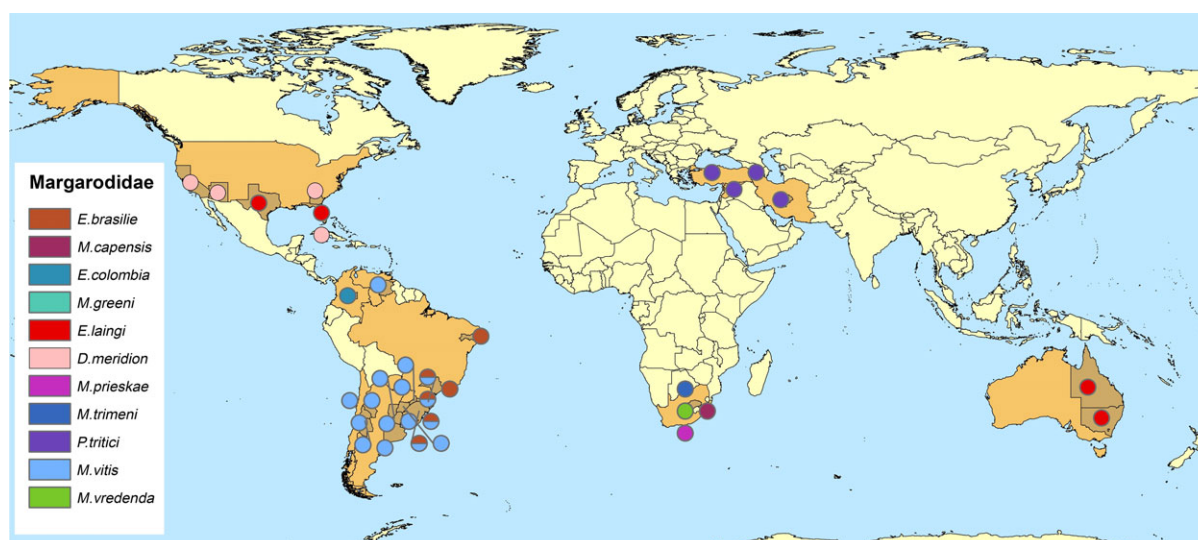 Margarodidae
E.brasilie
M.capensis
E.colombia
M.greeni
E.laingi
D.meridion
M.prieskae
M.trimeni
P.tritici
M.vitis
M.vredenda